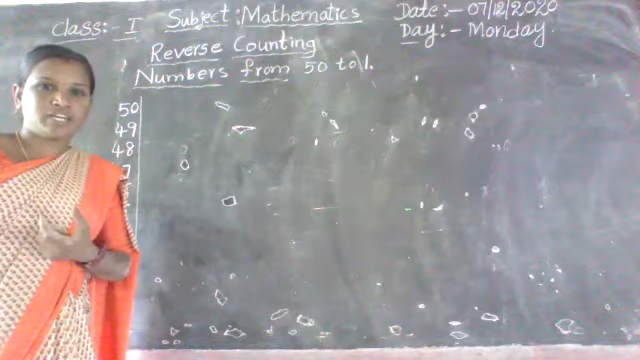 Class:- I Subject:Mathematics Date:- 07/12/2020
Reverse Counting Day:- Monday
Numbers from 50 to 1.
50
49
48
7